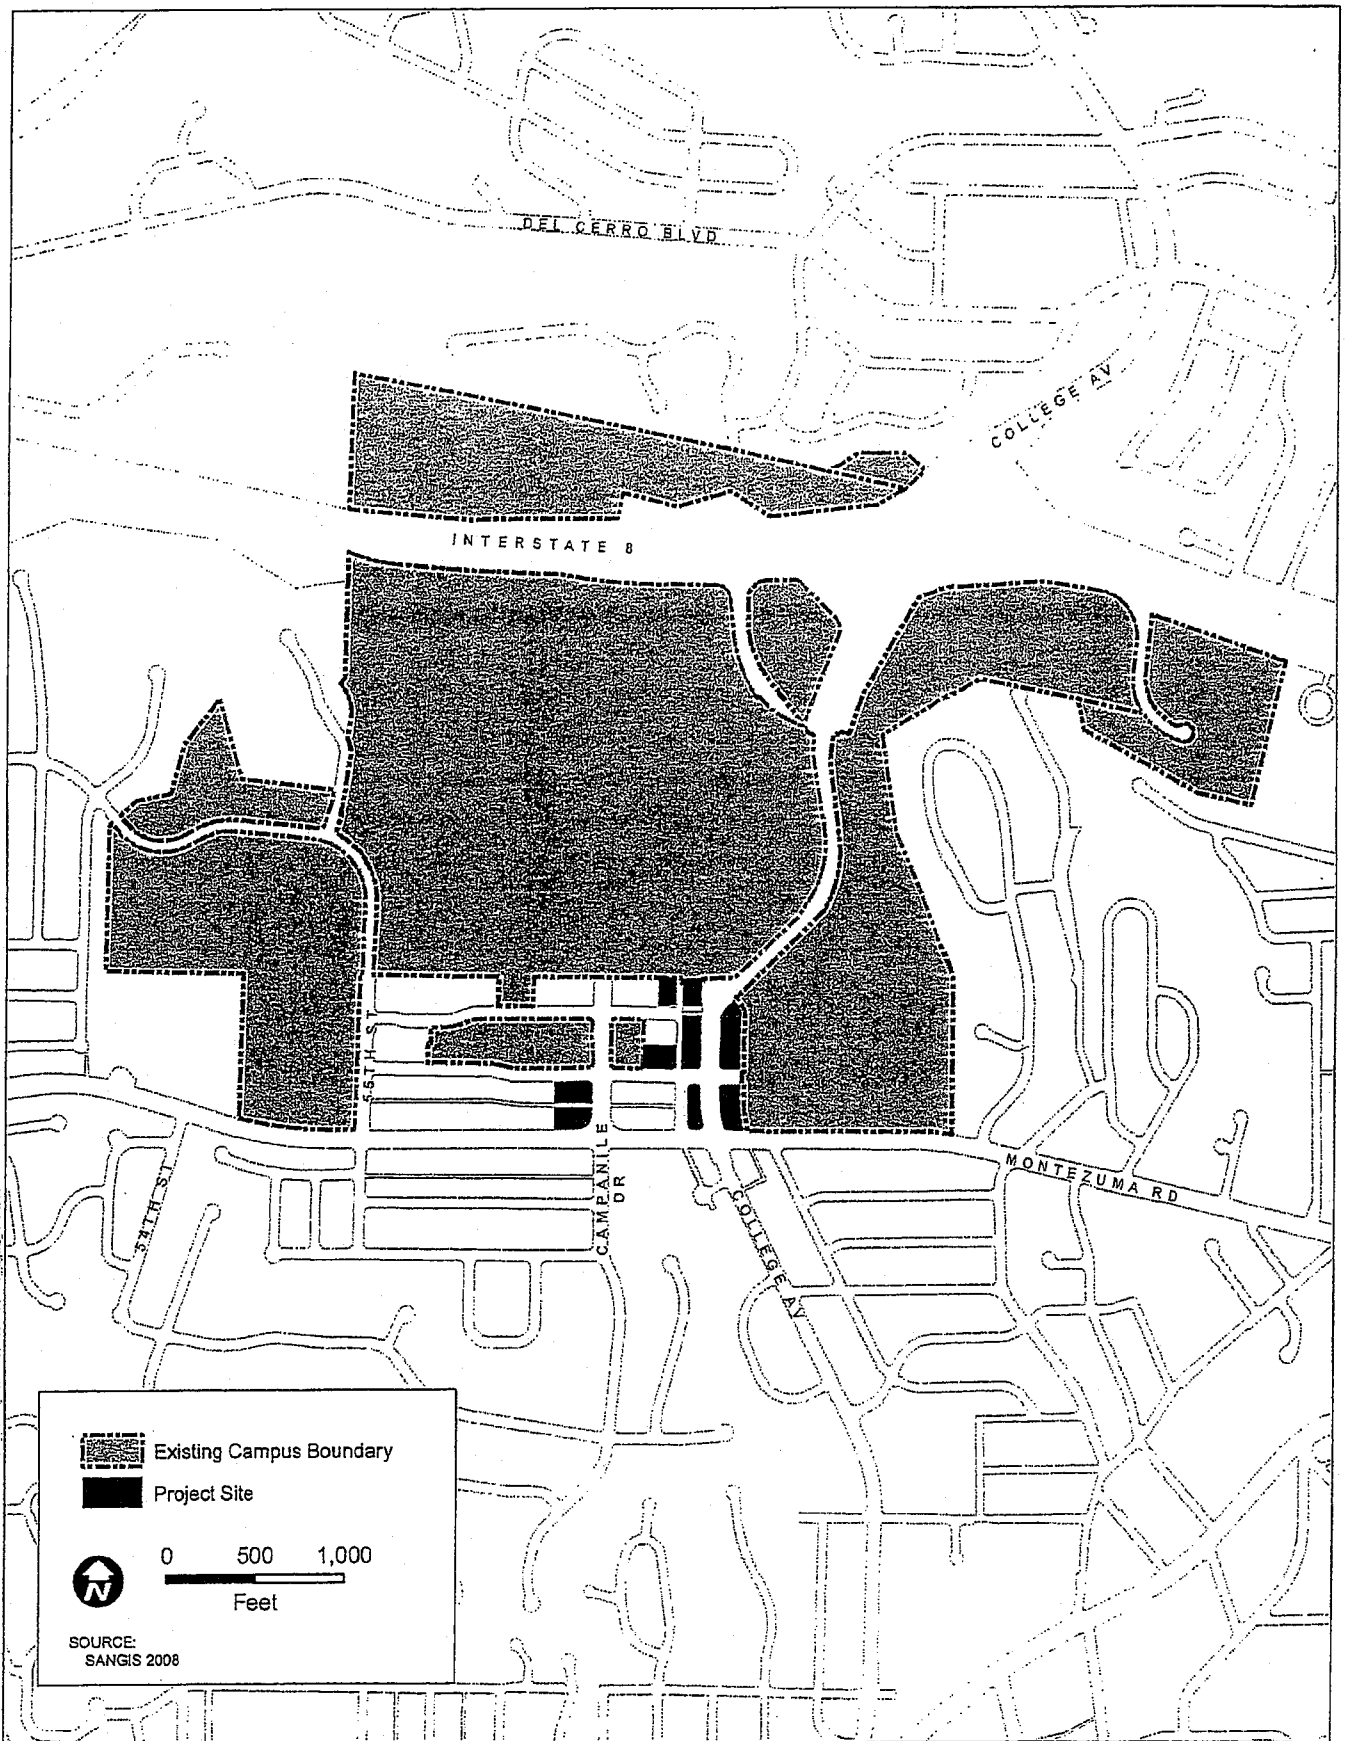 DEL CERRO BLVD
COLLEGE AV
INTERSTATE 8
55TH ST
CAMPANILE
DR
MONTEZUMA RD
54TH ST
COLLEGE AV
Existing Campus Boundary
Project Site
0 500 1,000
Feet
N
SOURCE:
SANGIS 2008